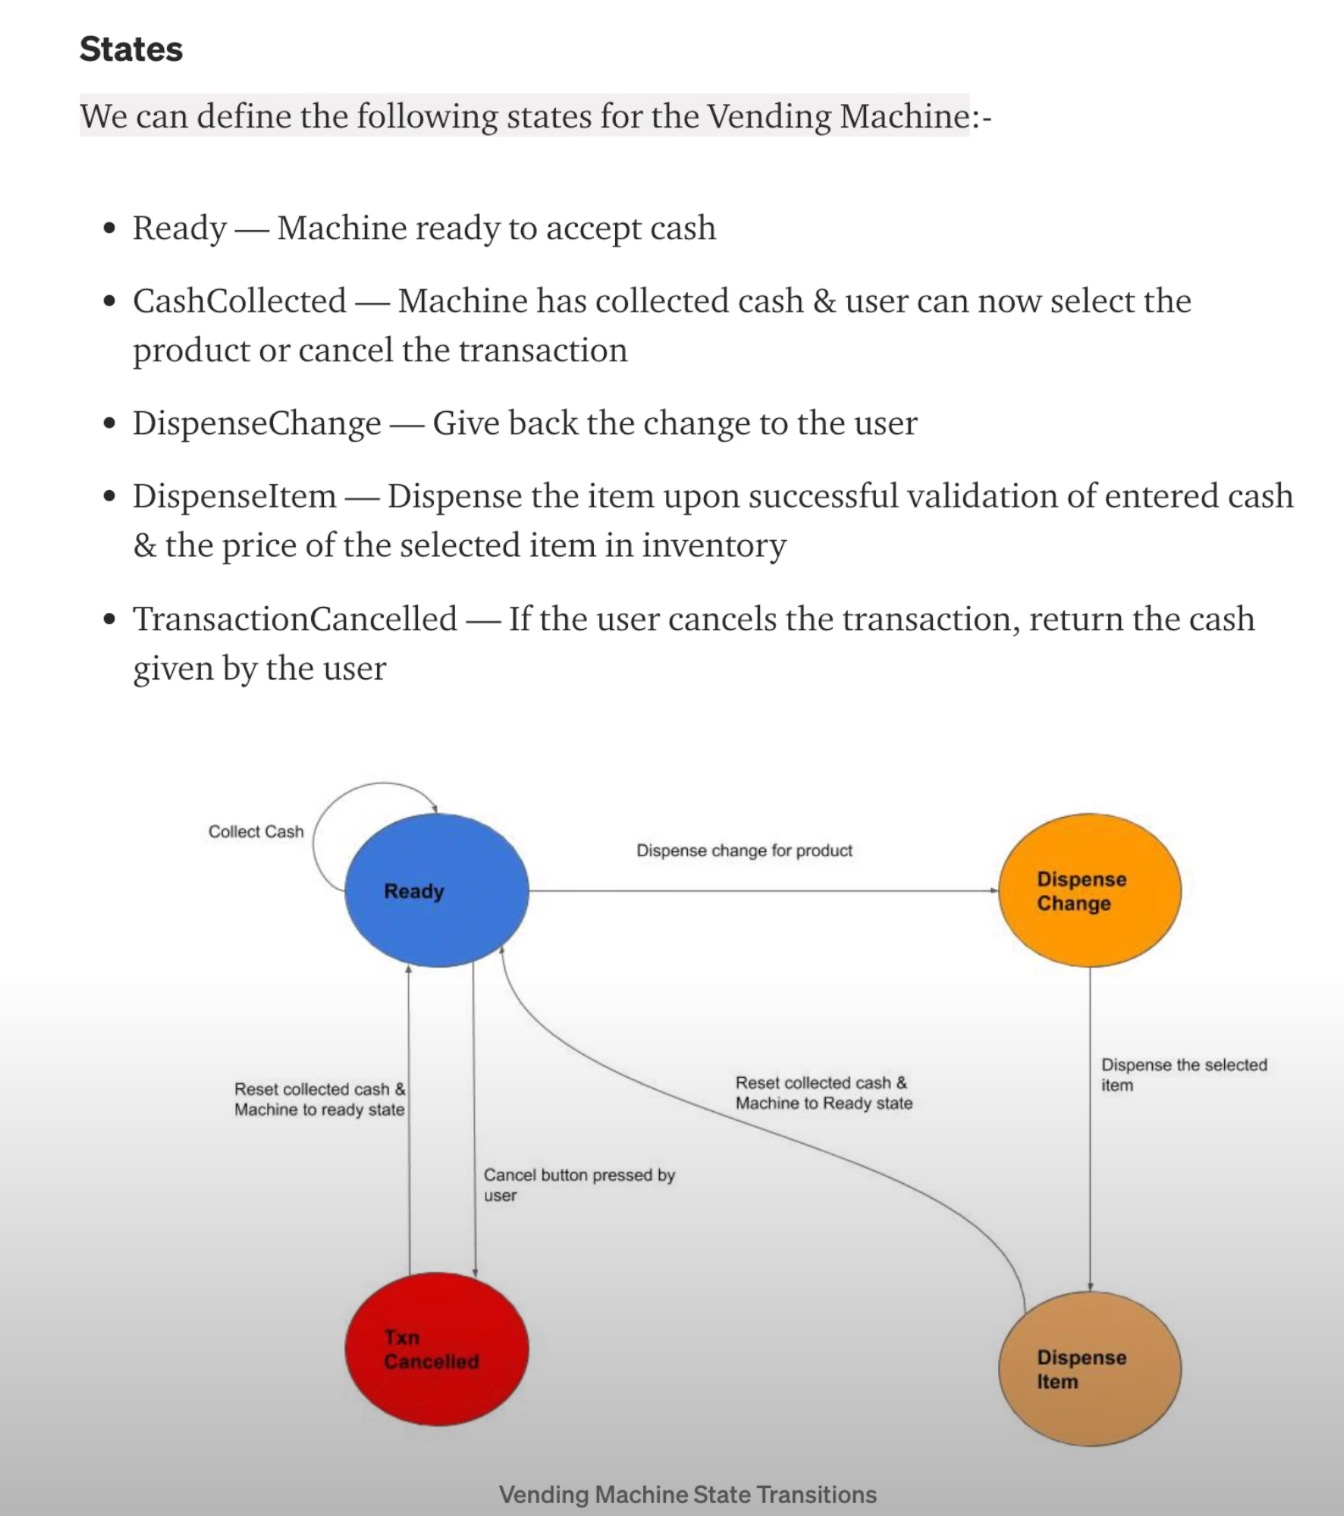 States
We can define the following states for the Vending Machine:-
• Ready — Machine ready to accept cash
• CashCollected — Machine has collected cash & user can now select the
product or cancel the transaction
• DispenseChange — Give back the change to the user
• DispenseItem — Dispense the item upon successful validation of entered cash
& the price of the selected item in inventory
• TransactionCancelled — If the user cancels the transaction, return the cash
given by the user
Collect Cash
Ready
Dispense change for product
Dispense
Change
Reset collected cash &
Machine to ready state
Cancel button pressed by
user
Reset collected cash &
Machine to Ready state
Dispense the selected
item
Txn
Cancelled
Dispense
Item
Vending Machine State Transitions